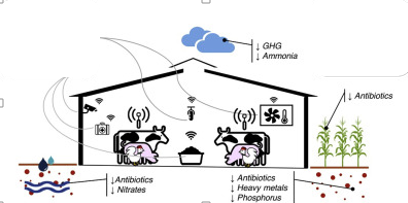 ↓ GHG
↓ Ammonia
↓ Antibiotics
↓Antibiotics
↓ Nitrates
↓ Antibiotics
↓ Heavy metals
↓ Phosphorus